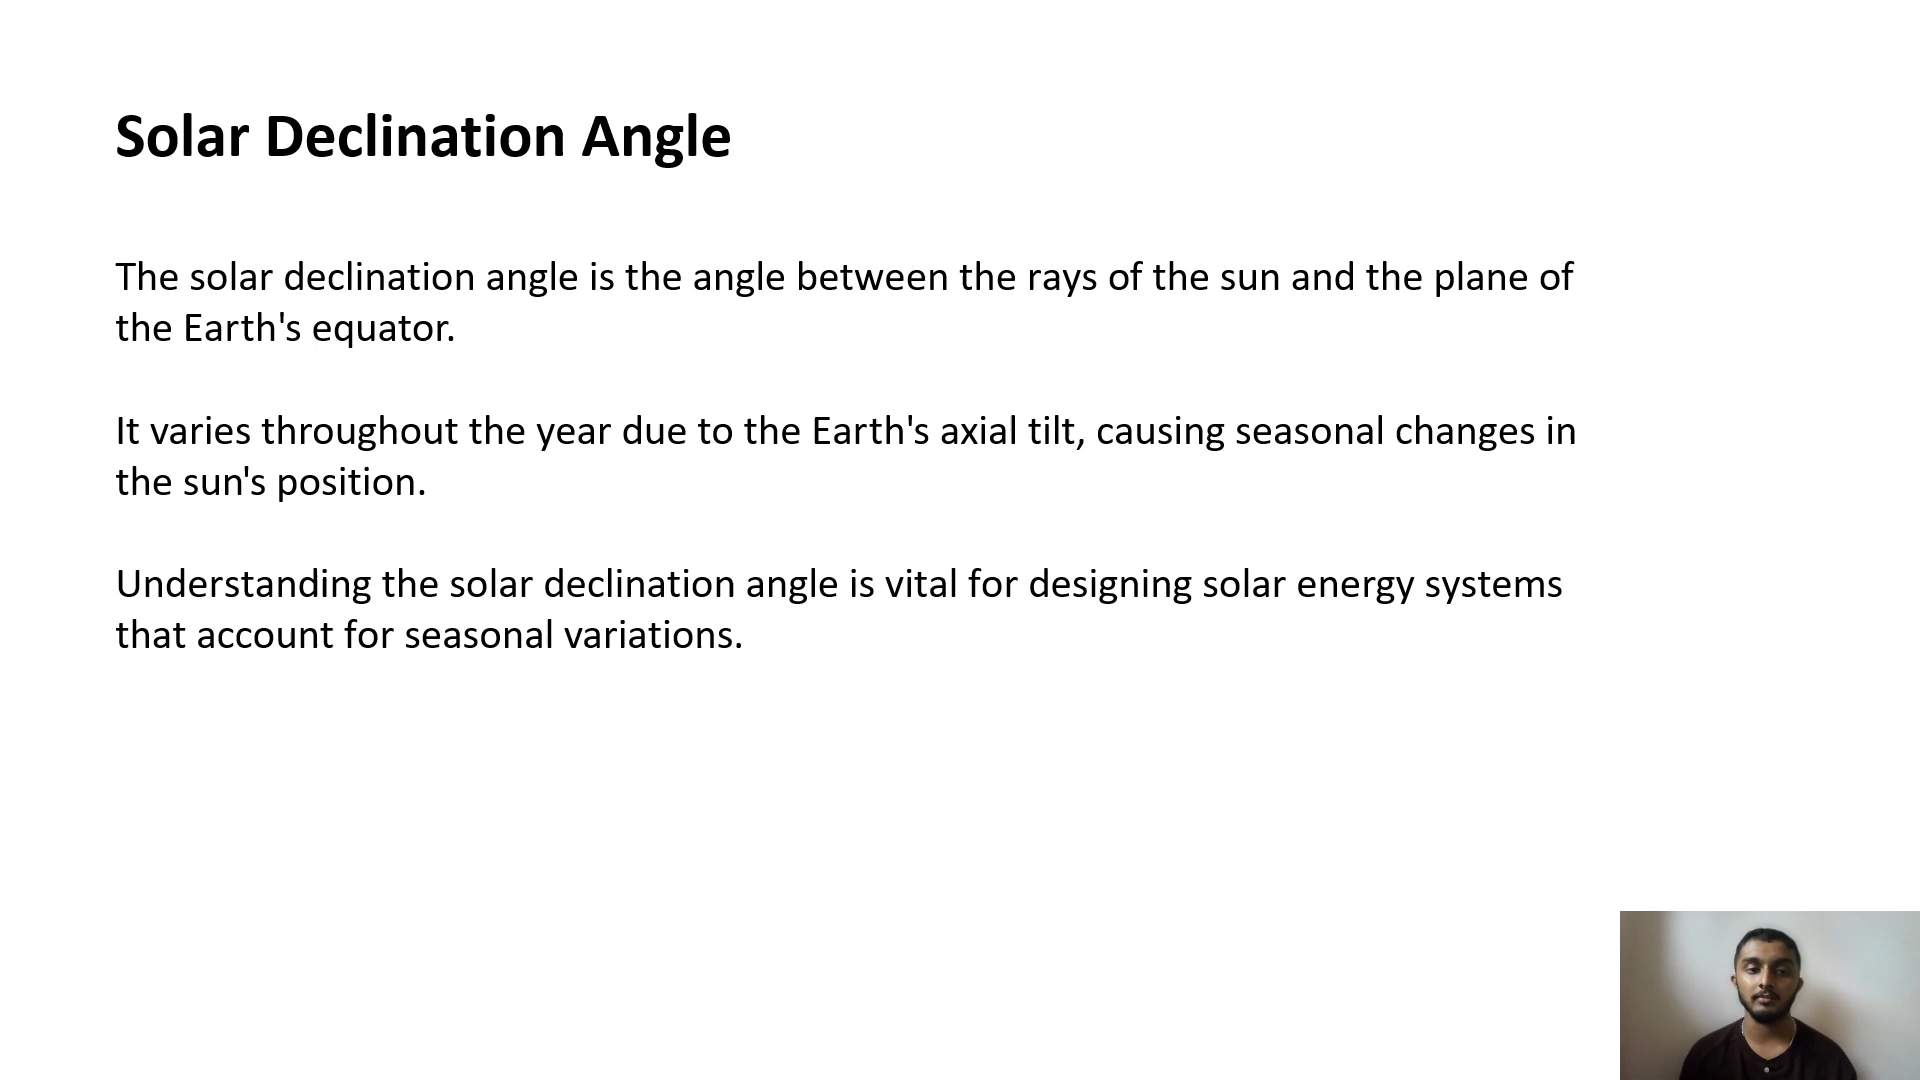 Solar Declination Angle
The solar declination angle is the angle between the rays of the sun and the plane of
the Earth's equator.
It varies throughout the year due to the Earth's axial tilt, causing seasonal changes in
the sun's position.
Understanding the solar declination angle is vital for designing solar energy systems
that account for seasonal variations.